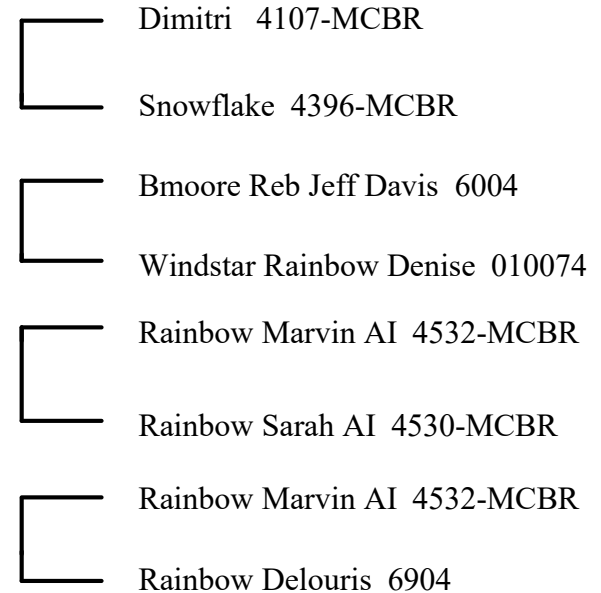 Dimitri 4107-MCBR
Snowflake 4396-MCBR
Bmoore Reb Jeff Davis 6004
Windstar Rainbow Denise 010074
Rainbow Marvin AI 4532-MCBR
Rainbow Sarah AI 4530-MCBR
Rainbow Marvin AI 4532-MCBR
Rainbow Delouris 6904